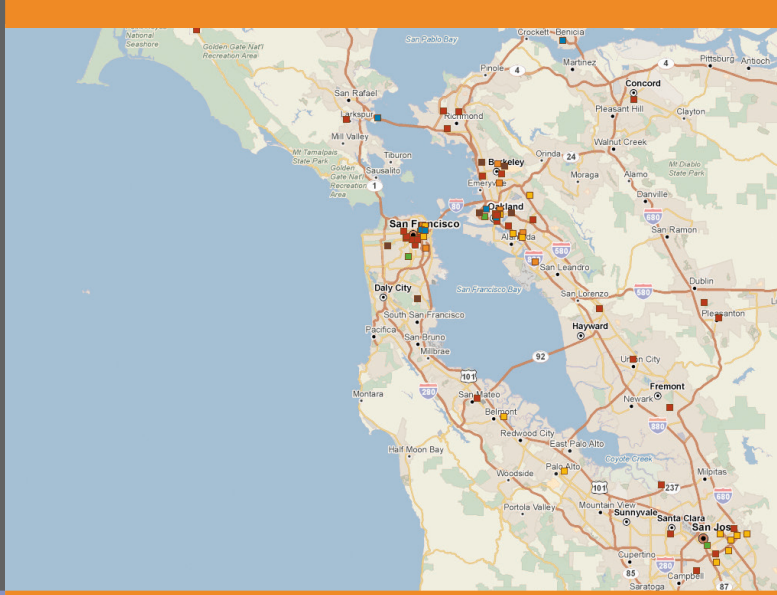 National
Seashore
Golden Gate Nat'l
Recreation Area
San Pablo Bay
Crockett
Benicia
Pinole
4
Martinez
4
Pittsburg
Antioch
Concord
San Rafael
Larkspur
Richmond
Pleasant Hill
Clayton
Mill Valley
Walnut Creek
Mt Tamalpais
State Park
Tiburon
Golden
Gate Nat'l
Recreation
Area
Sausalito
1
Berkeley
Orinda
24
Emeryville
Moraga
Alamo
Mt Diablo
State Park
Danville
80
Oakland
680
San Francisco
Alameda
San Ramon
680
San Leandro
Daly City
San Francisco Bay
San Lorenzo
680
Dublin
Pleasanton
South San Francisco
Pacifica
San Bruno
Millbrae
Hayward
92
Union City
101
280
Montara
San Mateo
Fremont
Newark
Belmont
880
Redwood City
East Palo Alto
Half Moon Bay
Coyote Creek
Woodside
Palo Alto
Milpitas
101
237
680
Portola Valley
Mountain View
Sunnyvale
Santa Clara
San Jose
Cupertino
280
85
Campbell
Saratoga
87